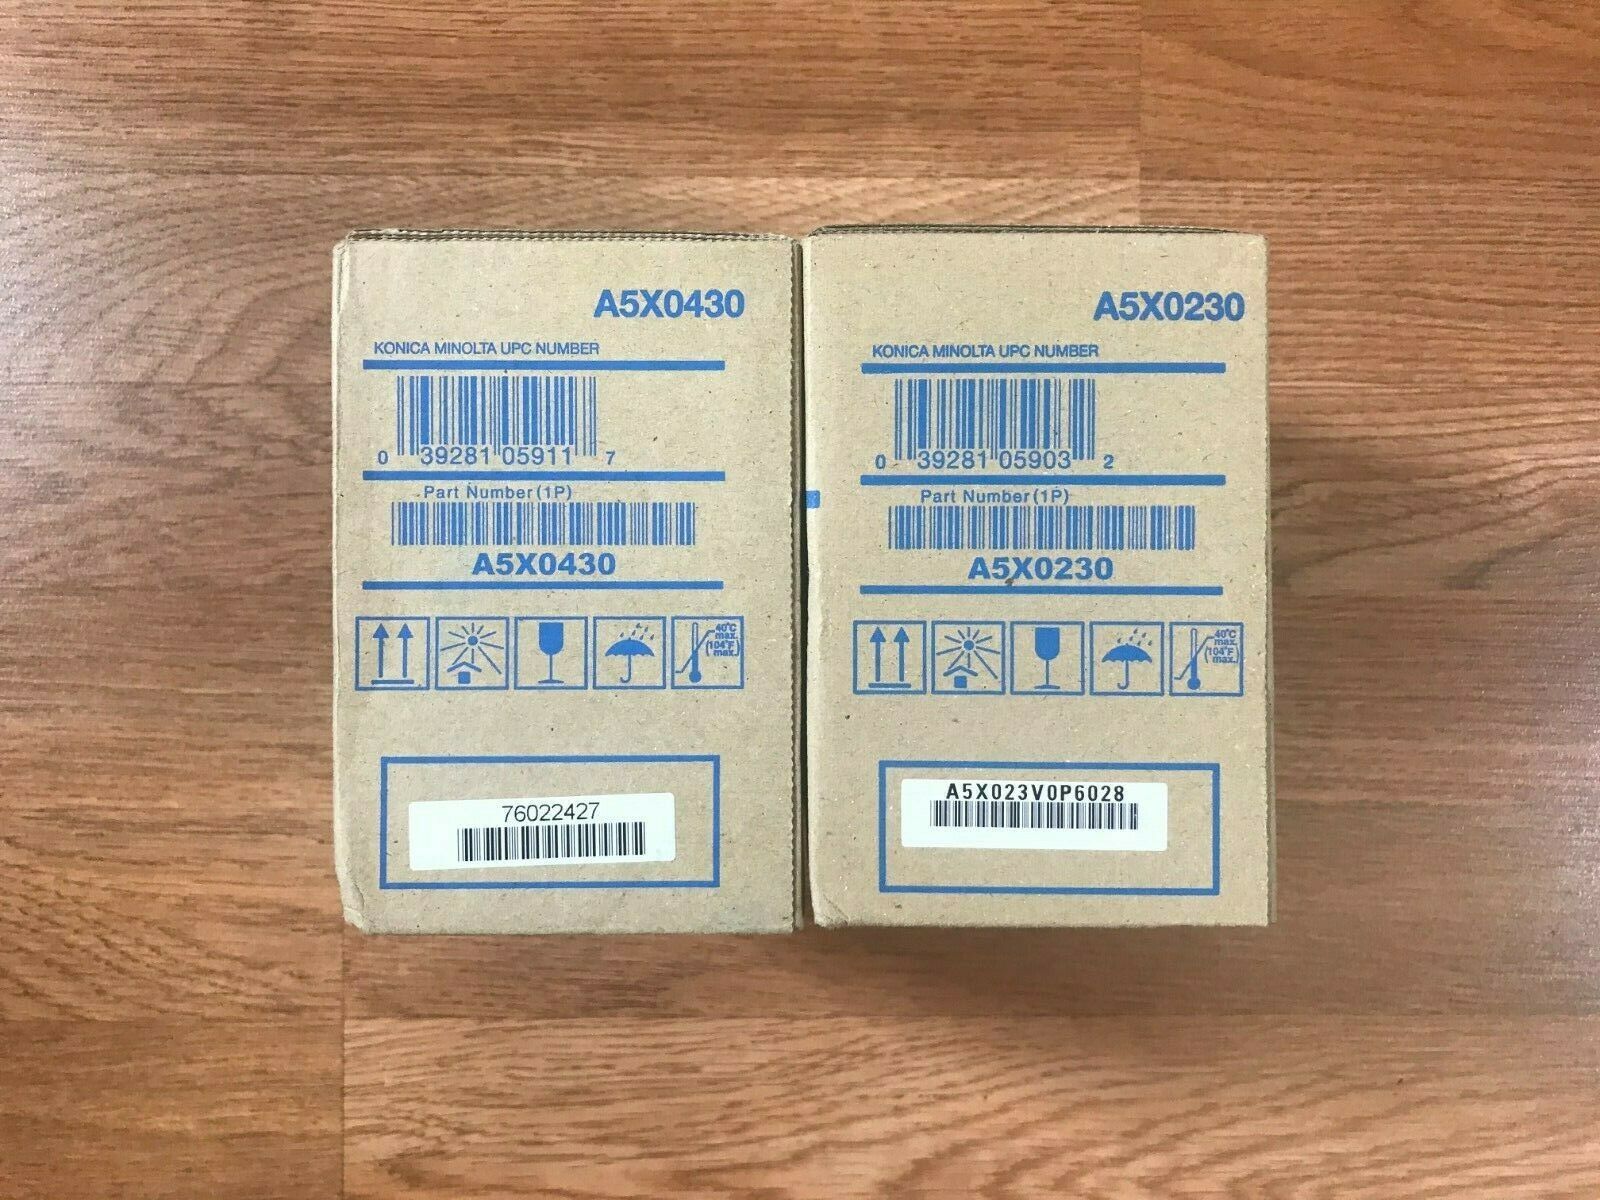 A5X0430
KONICA MINOLTA UPC NUMBER
0 39281 05911 7
Part Number (1P)
A5X0430
40°C
max.
(104°F
max.)
76022427
A5X0230
KONICA MINOLTA UPC NUMBER
0 39281 05903 2
Part Number (1P)
A5X0230
40°C
max.
(104°F
max.)
A5X023V0P6028